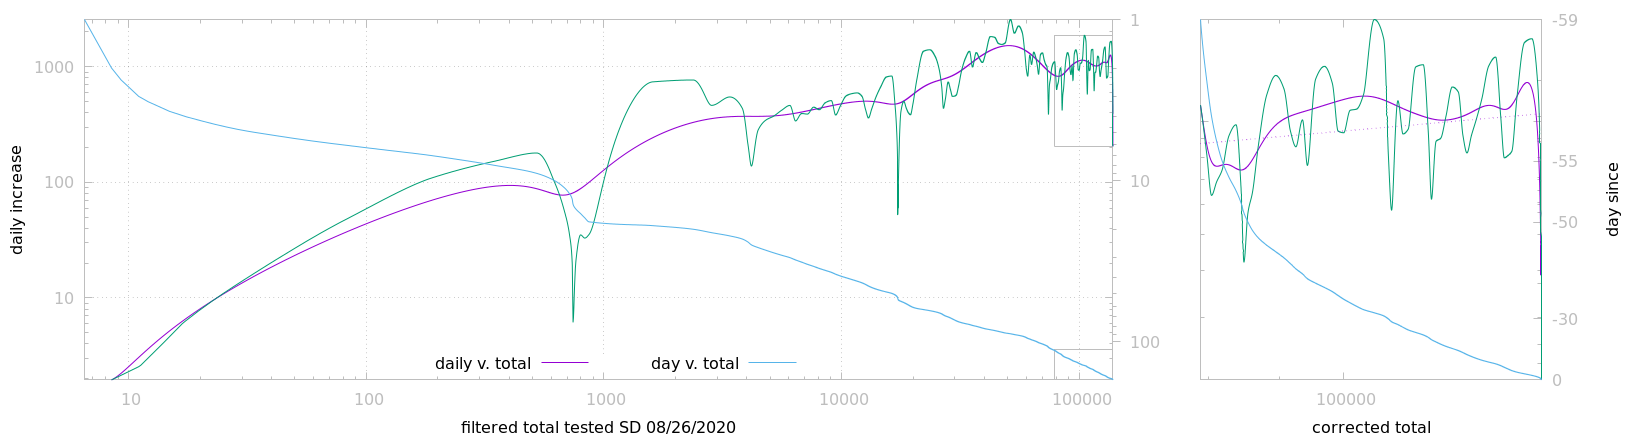 1000
100
10
daily increase
daily v. total
day v. total
10
100
1000
10000
100000
filtered total tested SD 08/26/2020
1
10
100
-59
-55
-50
-30
0
day since
100000
corrected total